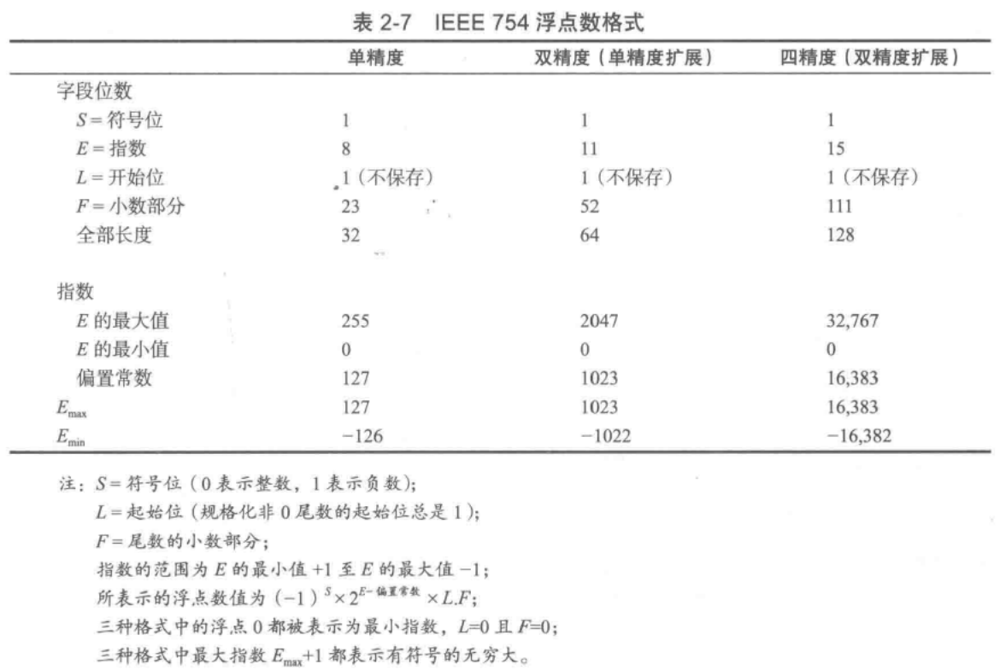 表 2-7 IEEE 754 浮点数格式
单精度 双精度（单精度扩展） 四精度（双精度扩展）
字段位数
S = 符号位 1 1 1
E = 指数 8 11 15
L = 开始位 1（不保存） 1（不保存） 1（不保存）
F = 小数部分 23 52 111
全部长度 32 64 128
指数
E 的最大值 255 2047 32,767
E 的最小值 0 0 0
偏置常数 127 1023 16,383
Emax 127 1023 16,383
Emin −126 −1022 −16,382
注：S = 符号位（0 表示整数，1 表示负数）；
L = 起始位（规格化非 0 尾数的起始位总是 1）；
F = 尾数的小数部分；
指数的范围为 E 的最小值 +1 至 E 的最大值 −1；
所表示的浮点数值为（−1）^S × 2^(E−偏置常数) × L.F；
三种格式中的浮点 0 都被表示为最小指数，L=0 且 F=0；
三种格式中最大指数 Emax+1 都表示有符号的无穷大。